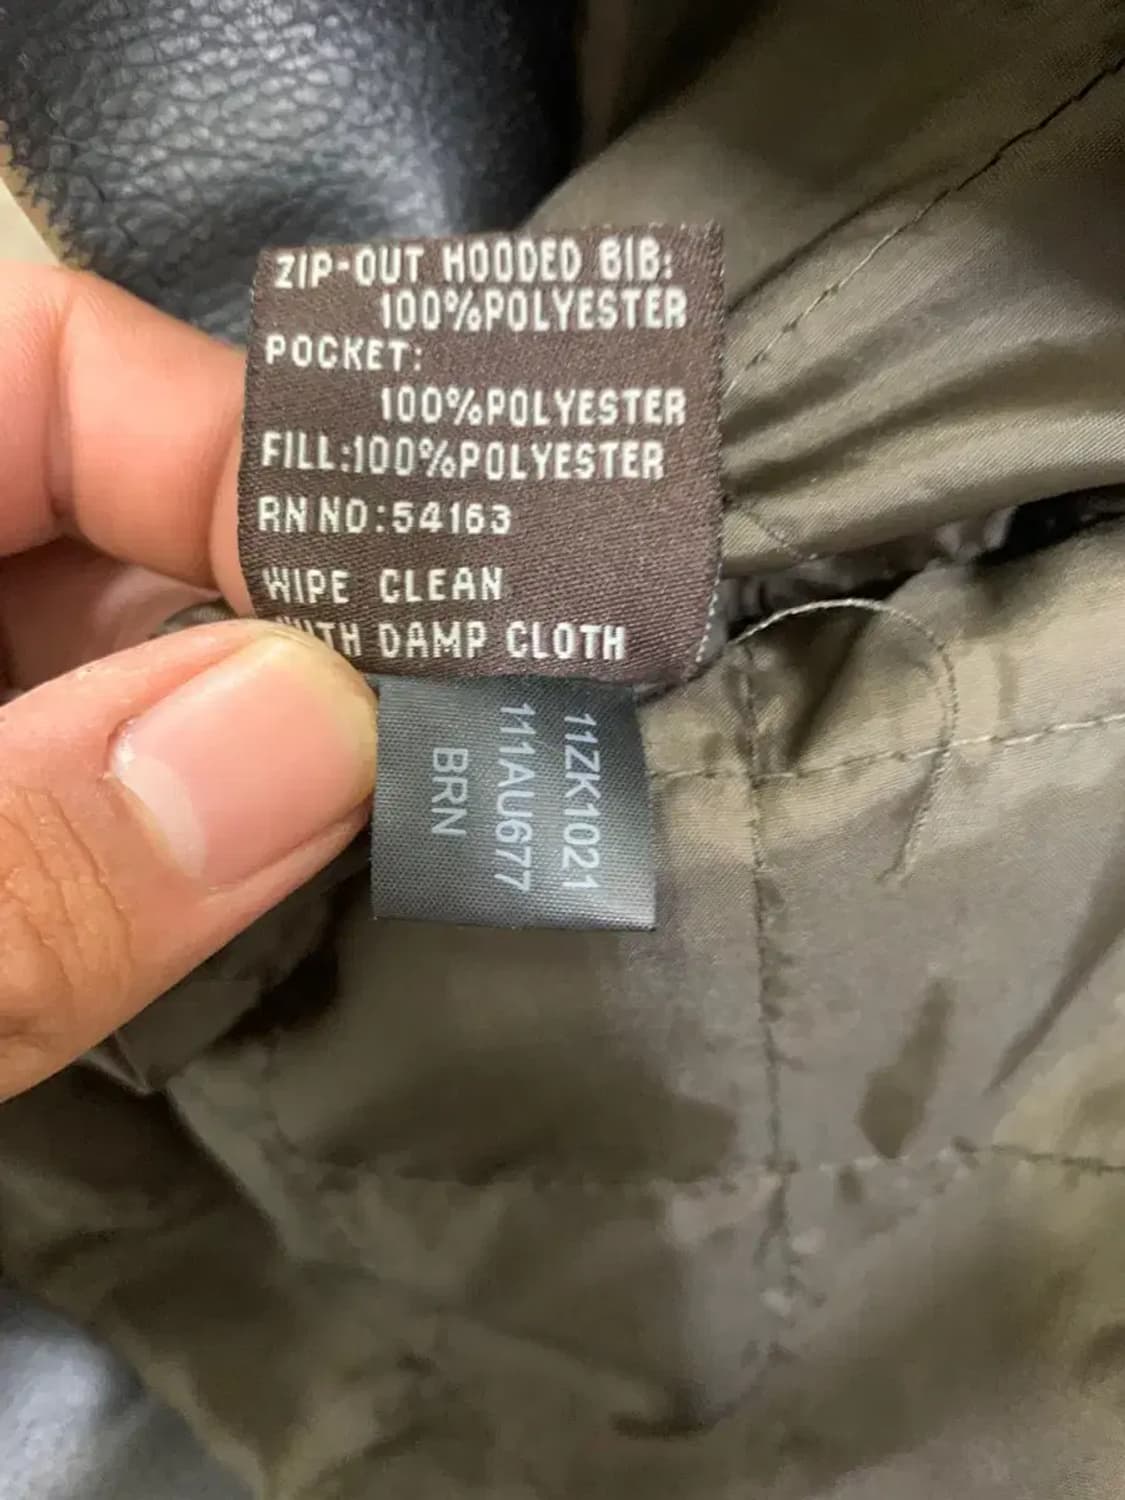 ZIP-OUT HOODED BIB:
100%POLYESTER
POCKET:
100%POLYESTER
FILL:100%POLYESTER
RN NO:54163
WIPE CLEAN
WITH DAMP CLOTH
11ZK1021
111AU677
BRN